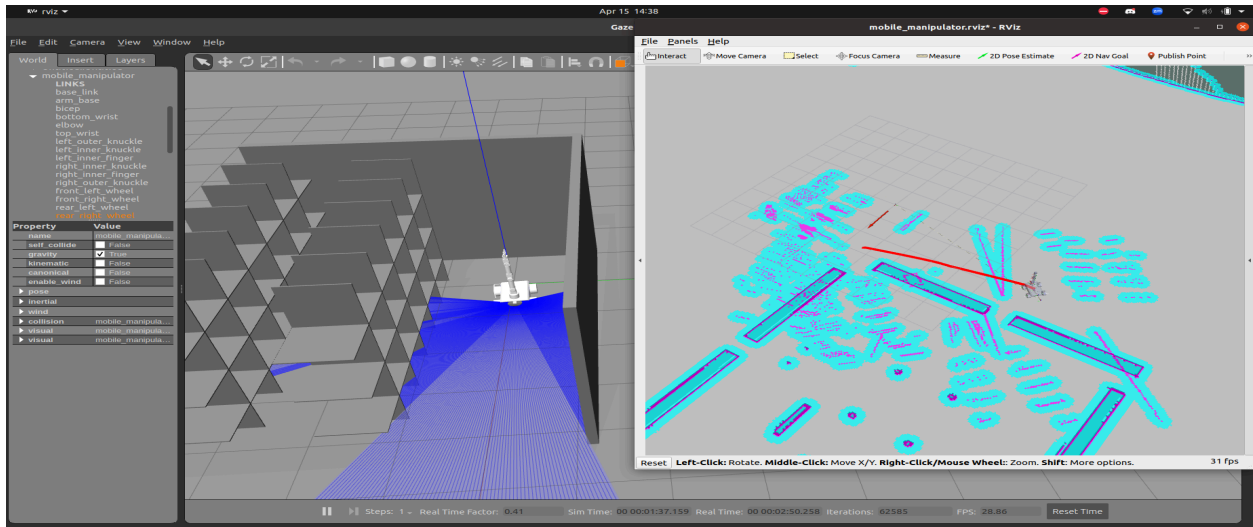 rviz
Apr 15 14:38
Gaze
mobile_manipulator.rviz* - RViz
File Edit Camera View Window Help
File Panels Help
World Insert Layers
Interact Move Camera Select Focus Camera Measure 2D Pose Estimate 2D Nav Goal Publish Point
mobile_manipulator
LINKS
base_link
arm_base
bicep
bottom_wrist
elbow
top_wrist
left_outer_knuckle
left_inner_knuckle
left_inner_finger
right_inner_knuckle
right_inner_finger
right_outer_knuckle
front_left_wheel
front_right_wheel
rear_left_wheel
rear_right_wheel
Property Value
name mobile_manipula...
self_collide False
gravity True
kinematic False
canonical False
enable_wind False
pose
inertial
wind
collision mobile_manipula...
visual mobile_manipula...
visual mobile_manipula...
Reset Left-Click: Rotate. Middle-Click: Move X/Y. Right-Click/Mouse Wheel:: Zoom. Shift: More options. 31 fps
Steps: 1 Real Time Factor: 0.41 Sim Time: 00 00:01:37.159 Real Time: 00 00:02:50.258 Iterations: 62585 FPS: 28.86 Reset Time